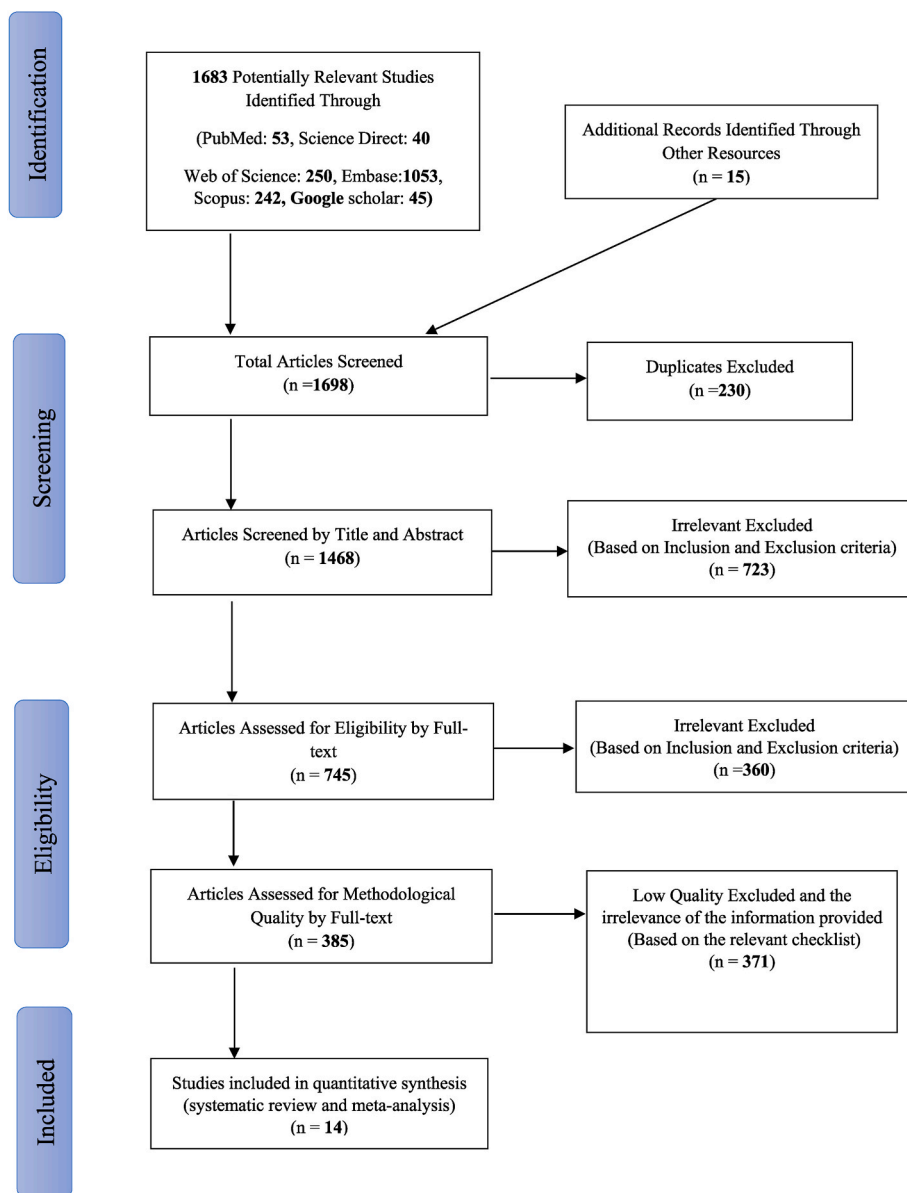 Identification
1683 Potentially Relevant Studies
Identified Through
(PubMed: 53, Science Direct: 40
Web of Science: 250, Embase:1053,
Scopus: 242, Google scholar: 45)
Additional Records Identified Through
Other Resources
(n = 15)
Screening
Total Articles Screened
(n =1698)
Duplicates Excluded
(n =230)
Articles Screened by Title and Abstract
(n = 1468)
Irrelevant Excluded
(Based on Inclusion and Exclusion criteria)
(n = 723)
Eligibility
Articles Assessed for Eligibility by Full-
text
(n = 745)
Irrelevant Excluded
(Based on Inclusion and Exclusion criteria)
(n =360)
Articles Assessed for Methodological
Quality by Full-text
(n = 385)
Low Quality Excluded and the
irrelevance of the information provided
(Based on the relevant checklist)
(n = 371)
Included
Studies included in quantitative synthesis
(systematic review and meta-analysis)
(n = 14)